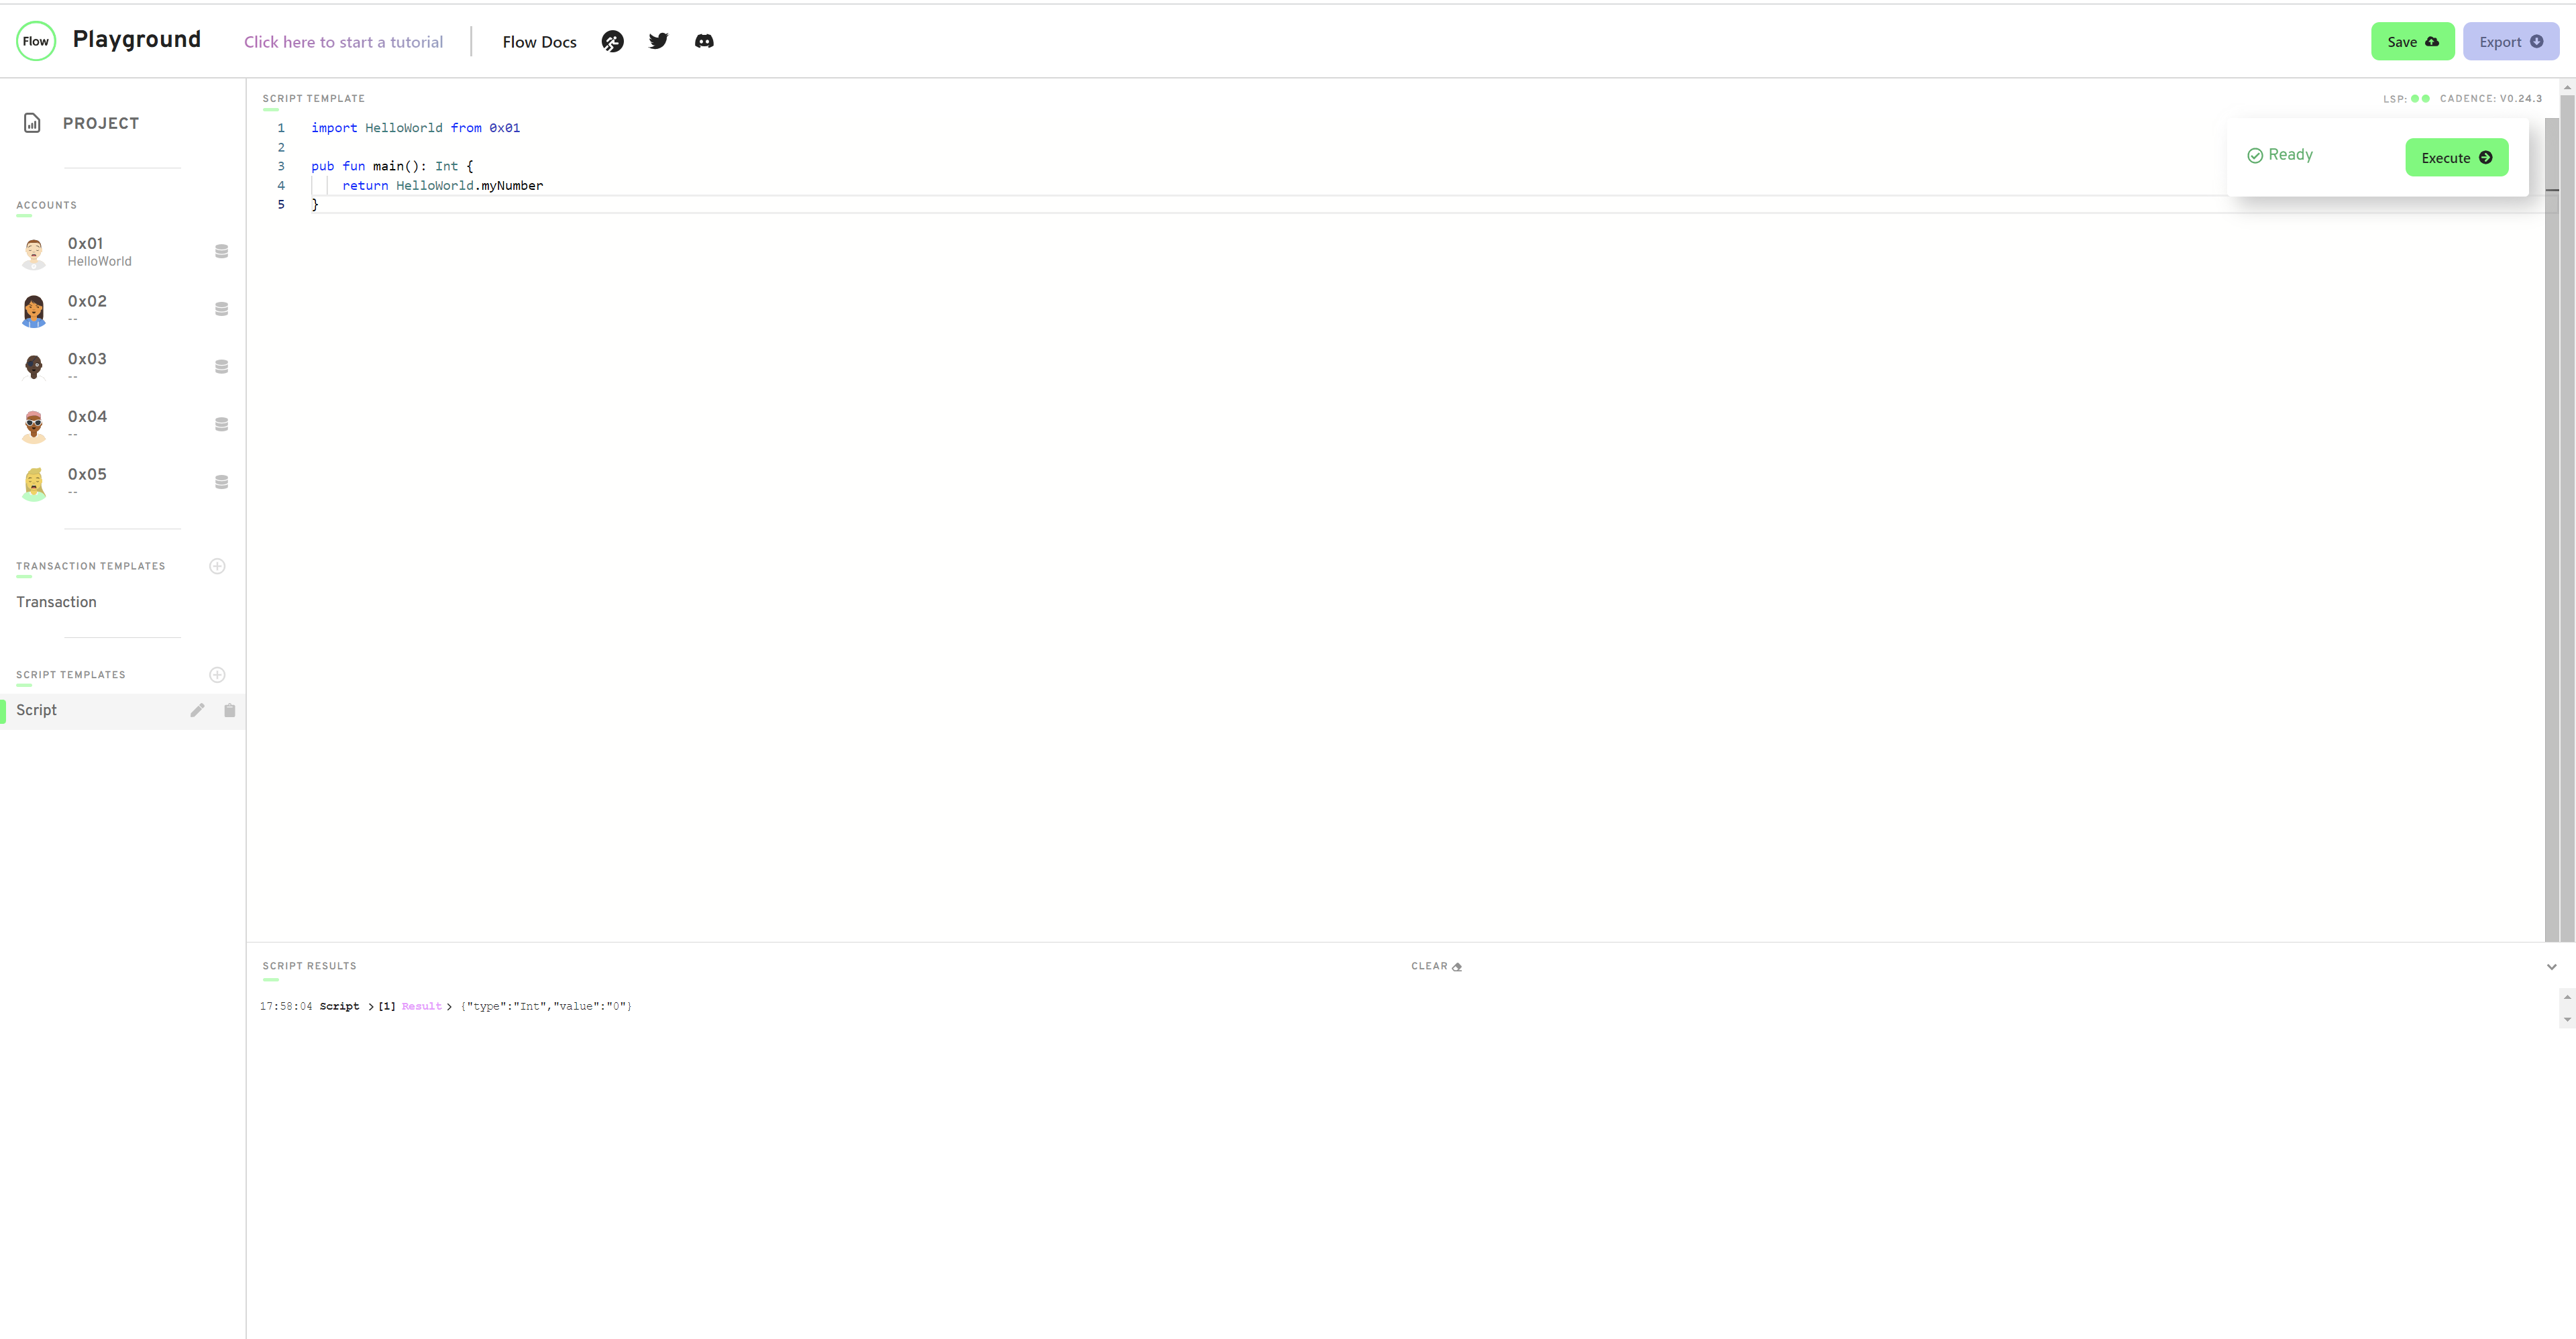 Flow Playground Click here to start a tutorial Flow Docs Save Export
PROJECT
ACCOUNTS
0x01
HelloWorld
0x02
--
0x03
--
0x04
--
0x05
--
TRANSACTION TEMPLATES
Transaction
SCRIPT TEMPLATES
Script
SCRIPT TEMPLATE
LSP: CADENCE: V0.24.3
1 import HelloWorld from 0x01
2
3 pub fun main(): Int {
4 return HelloWorld.myNumber
5 }
Ready Execute
SCRIPT RESULTS CLEAR
17:58:04 Script > [1] Result > {"type":"Int","value":"0"}